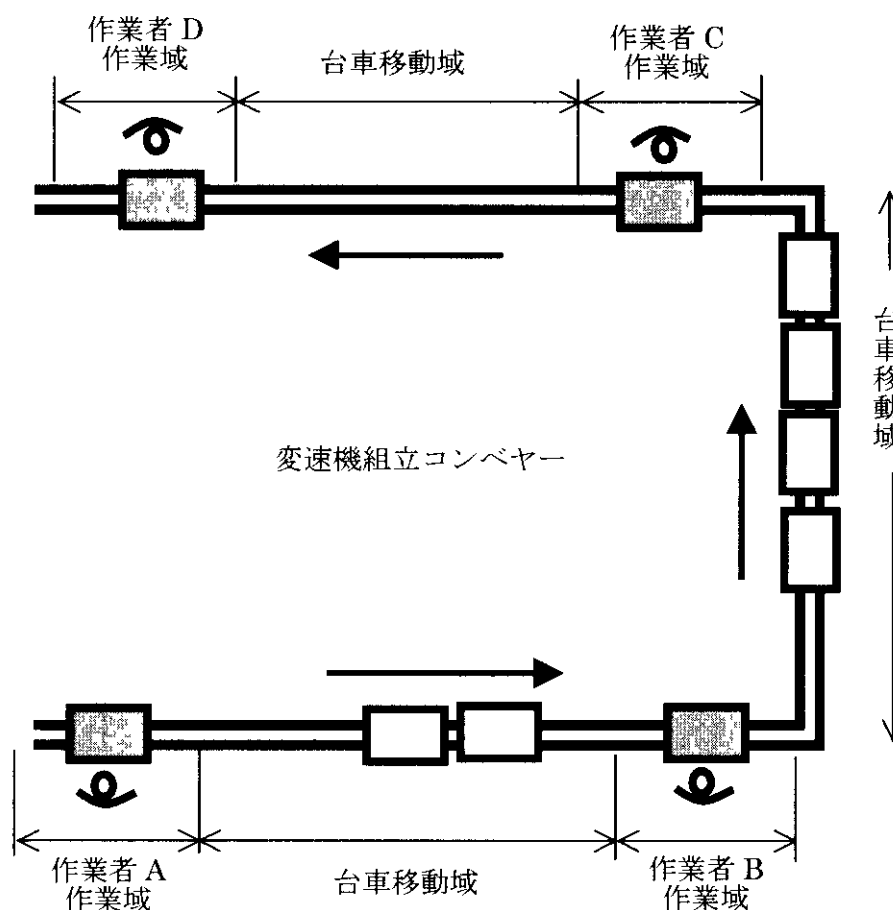 作業者 D
作業域
台車移動域
作業者 C
作業域
台車移動域
変速機組立コンベヤー
作業者 A
作業域
台車移動域
作業者 B
作業域